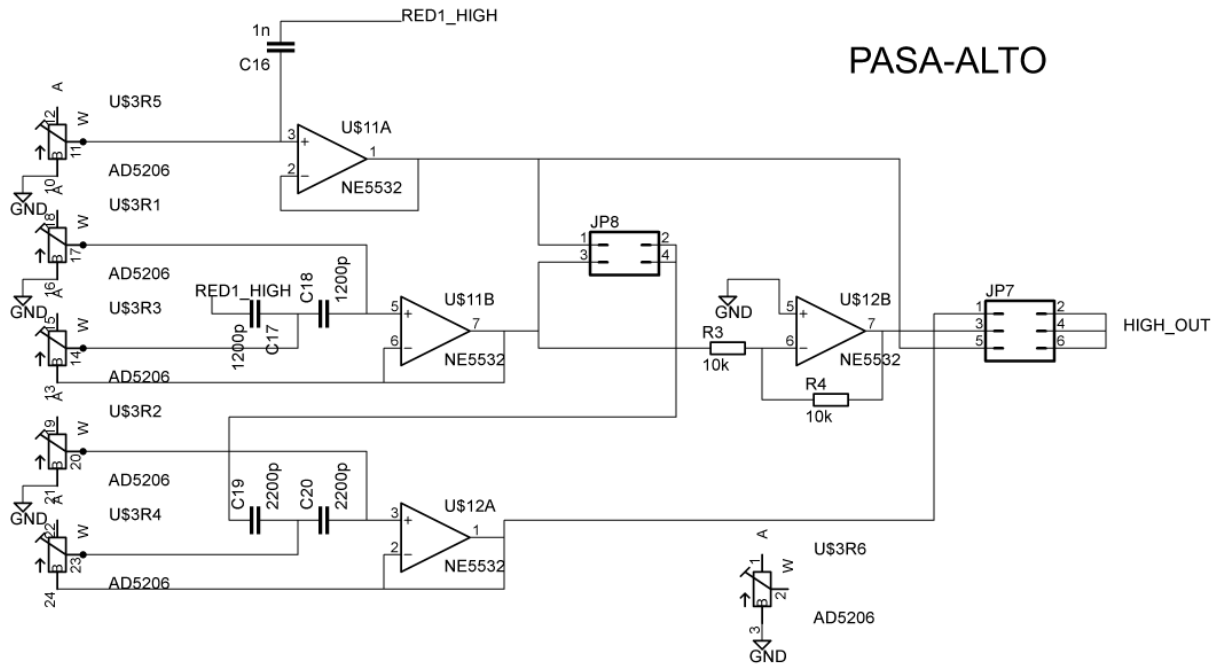 RED1_HIGH
1n
C16
PASA-ALTO
A
12
U$3R5
W
11
B
10
AD5206
GND
3
+
2
−
1
U$11A
NE5532
A
18
U$3R1
W
17
B
16
AD5206
GND
JP8
1
2
3
4
A
15
U$3R3
W
14
B
13
AD5206
RED1_HIGH
1200p
C17
C18
1200p
5
+
6
−
7
U$11B
NE5532
GND
R3
10k
5
+
6
−
7
U$12B
NE5532
R4
10k
JP7
1
2
3
4
5
6
HIGH_OUT
A
19
U$3R2
W
20
B
21
AD5206
GND
A
22
U$3R4
W
23
B
24
AD5206
C19
2200p
C20
2200p
3
+
2
−
1
U$12A
NE5532
A
1
U$3R6
W
2
B
3
AD5206
GND